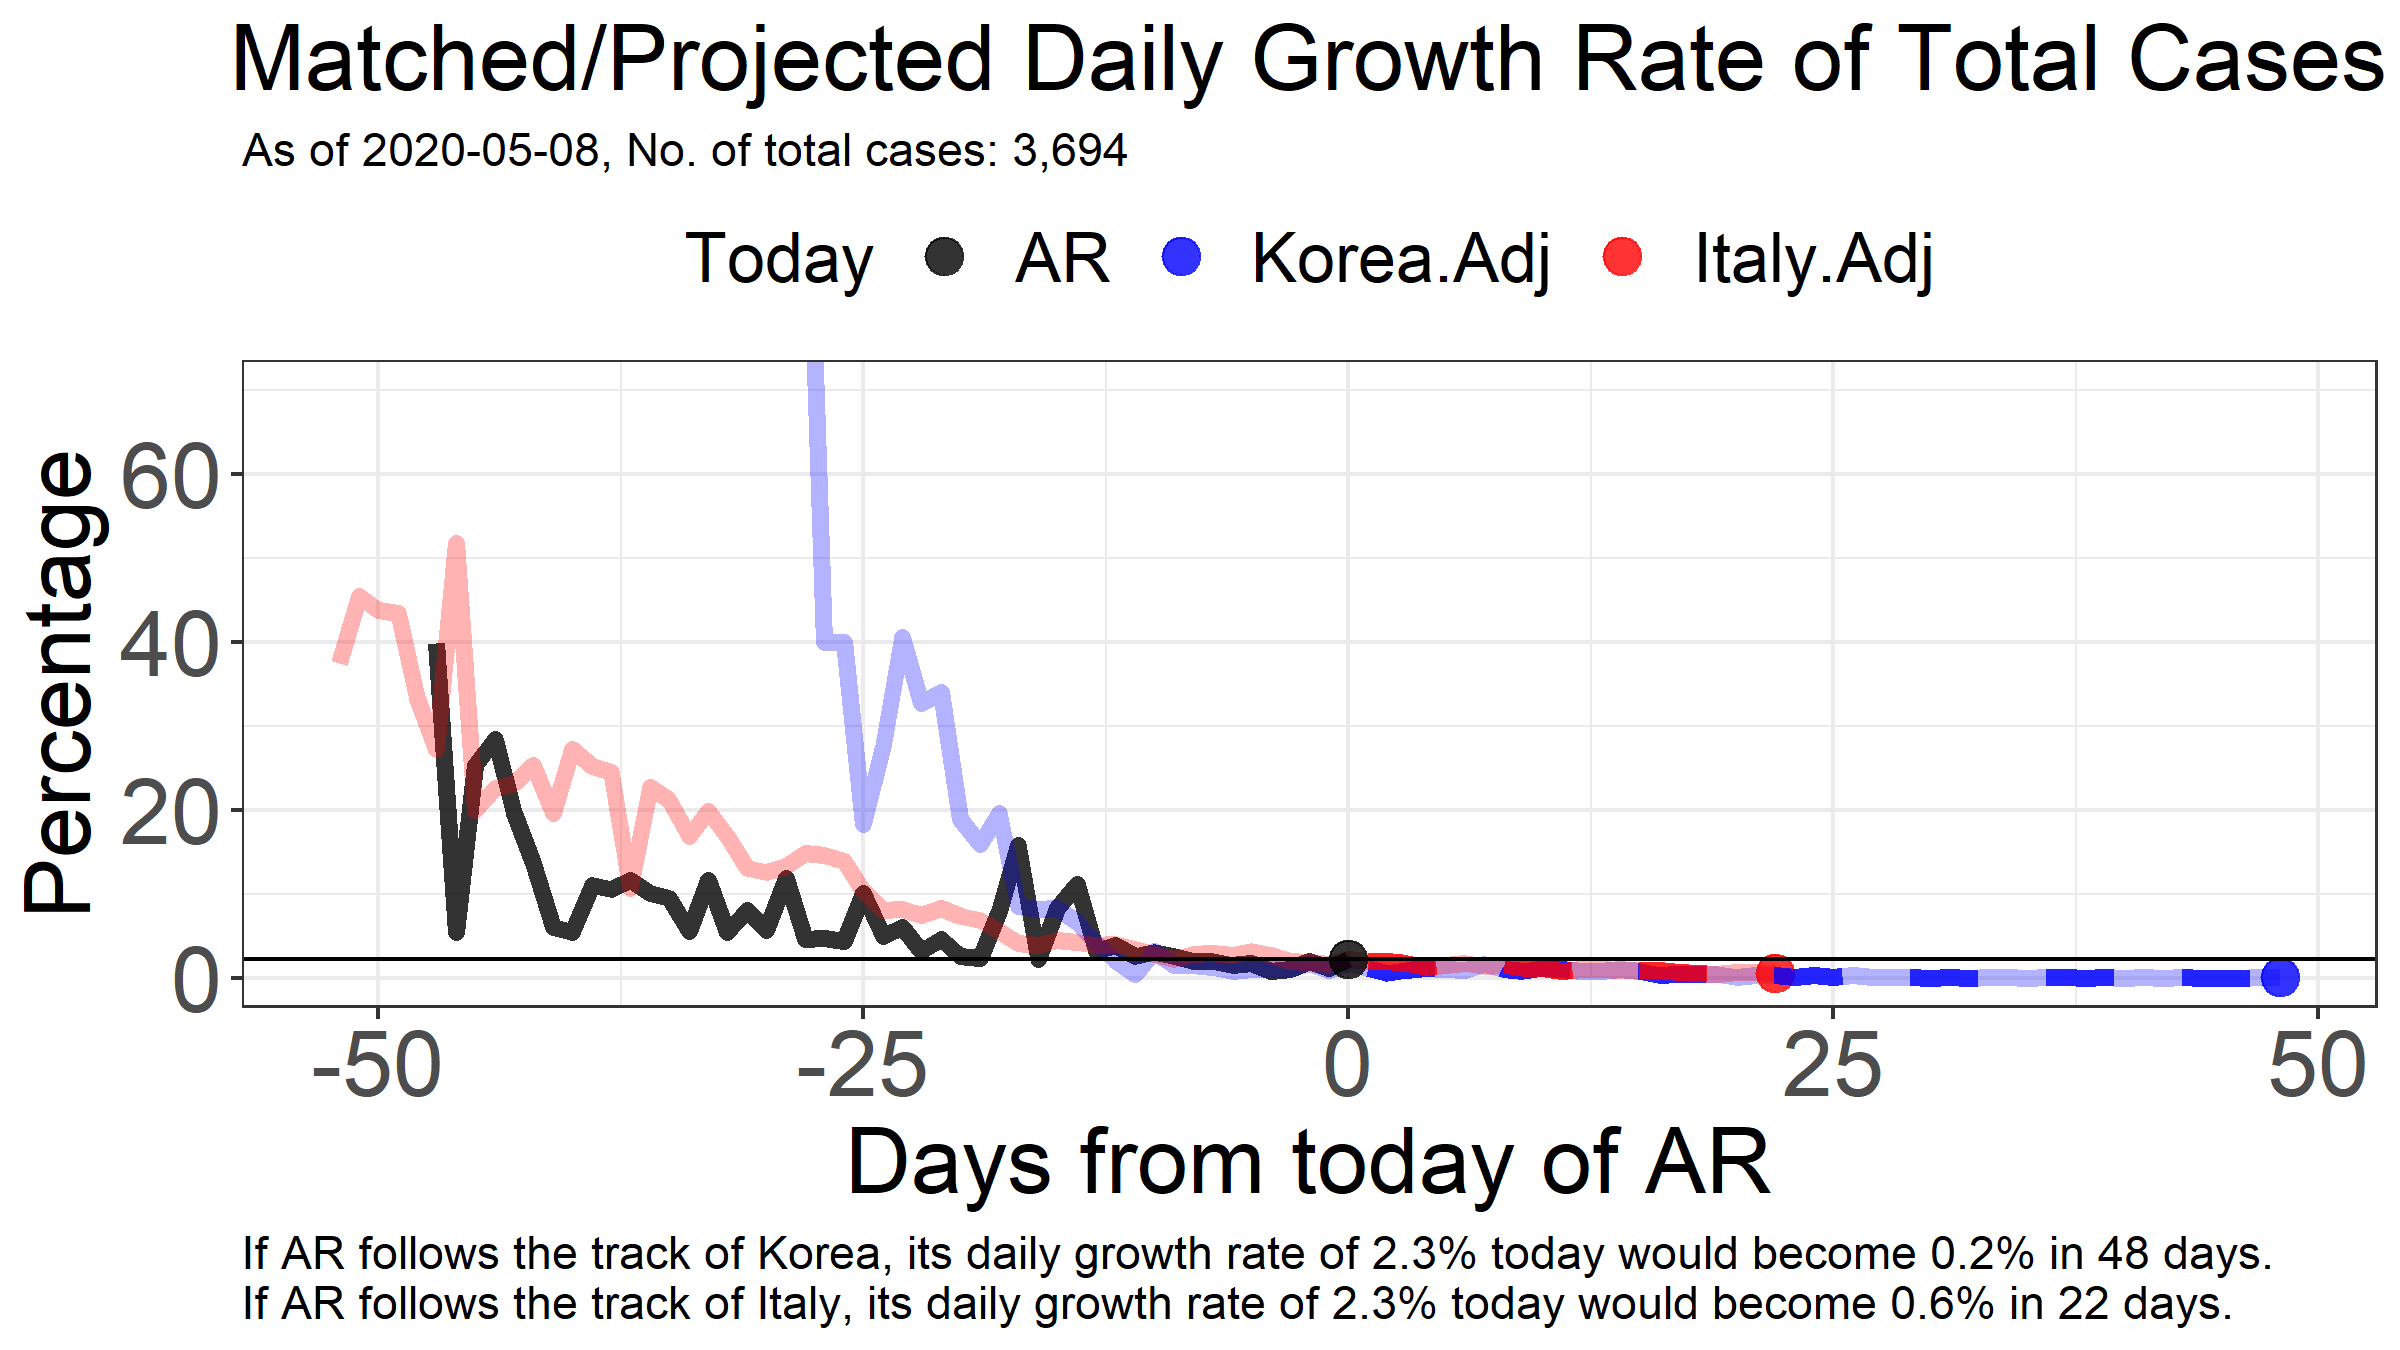 Matched/Projected Daily Growth Rate of Total Cases
As of 2020-05-08, No. of total cases: 3,694
Today AR Korea.Adj Italy.Adj
Percentage
60
40
20
0
-50 -25 0 25 50
Days from today of AR
If AR follows the track of Korea, its daily growth rate of 2.3% today would become 0.2% in 48 days.
If AR follows the track of Italy, its daily growth rate of 2.3% today would become 0.6% in 22 days.